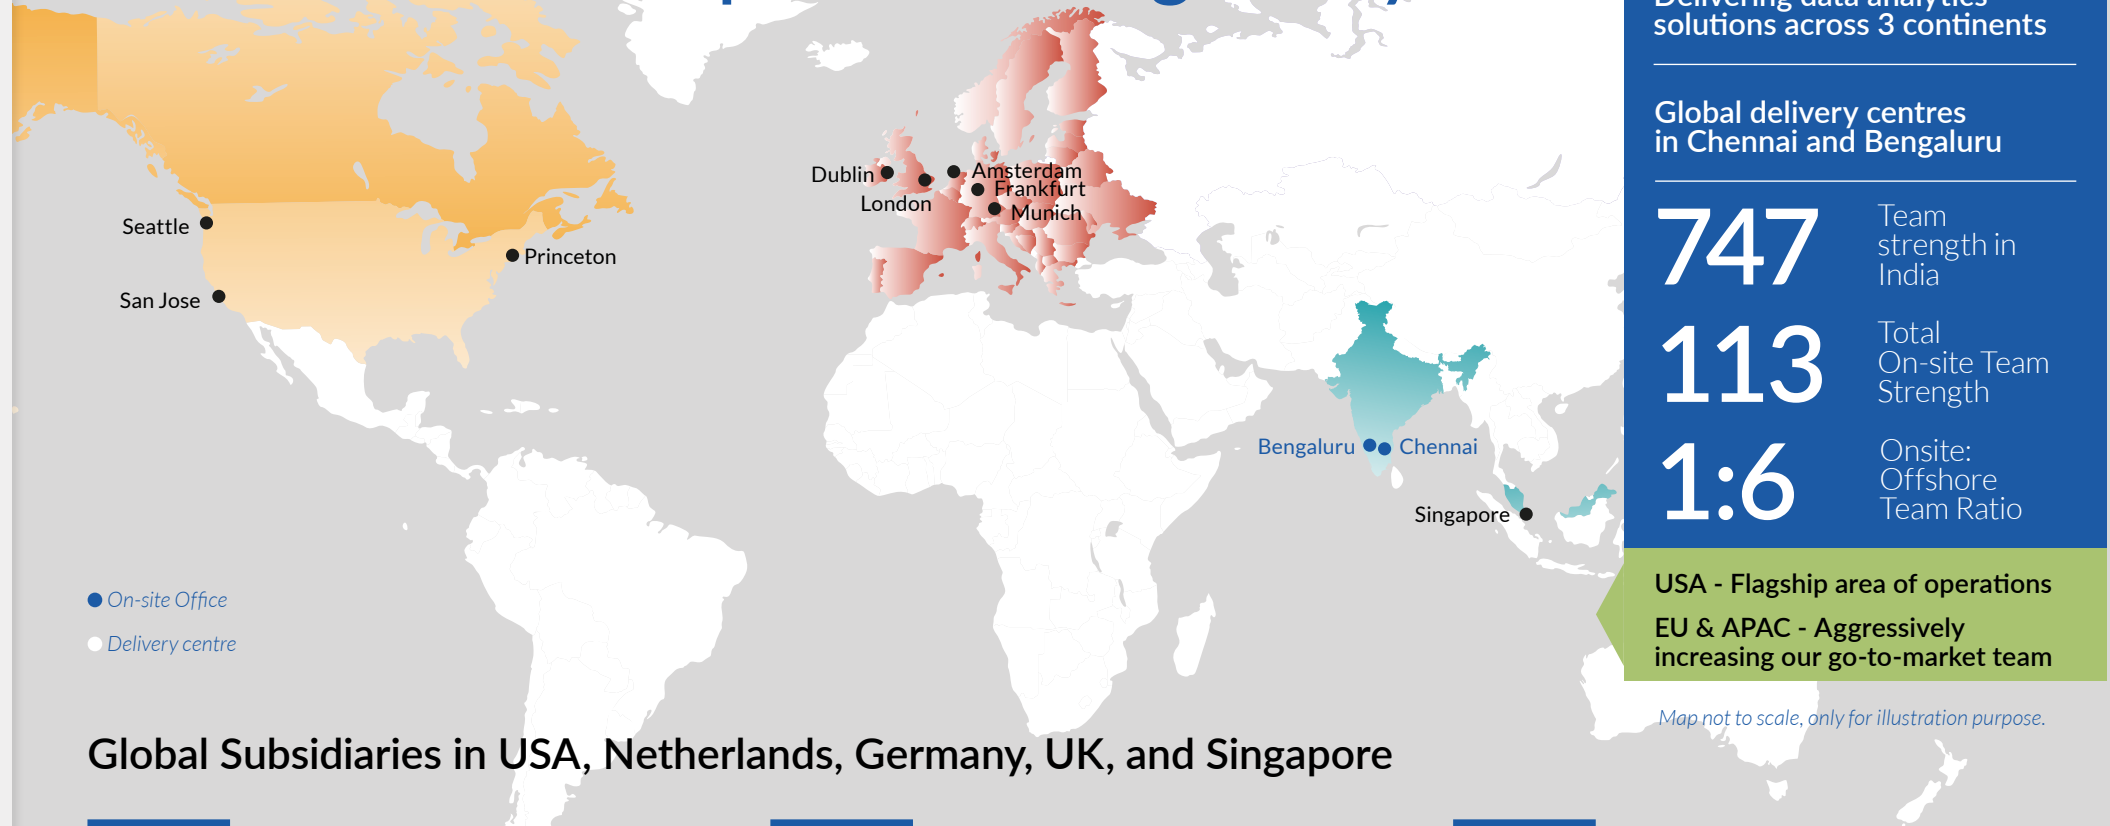 Delivering data analytics
solutions across 3 continents
Global delivery centres
in Chennai and Bengaluru
747
Team
strength in
India
113
Total
On-site Team
Strength
1:6
Onsite:
Offshore
Team Ratio
USA - Flagship area of operations
EU & APAC - Aggressively
increasing our go-to-market team
Map not to scale, only for illustration purpose.
Seattle
San Jose
Princeton
Dublin
London
Amsterdam
Frankfurt
Munich
Bengaluru
Chennai
Singapore
On-site Office
Delivery centre
Global Subsidiaries in USA, Netherlands, Germany, UK, and Singapore